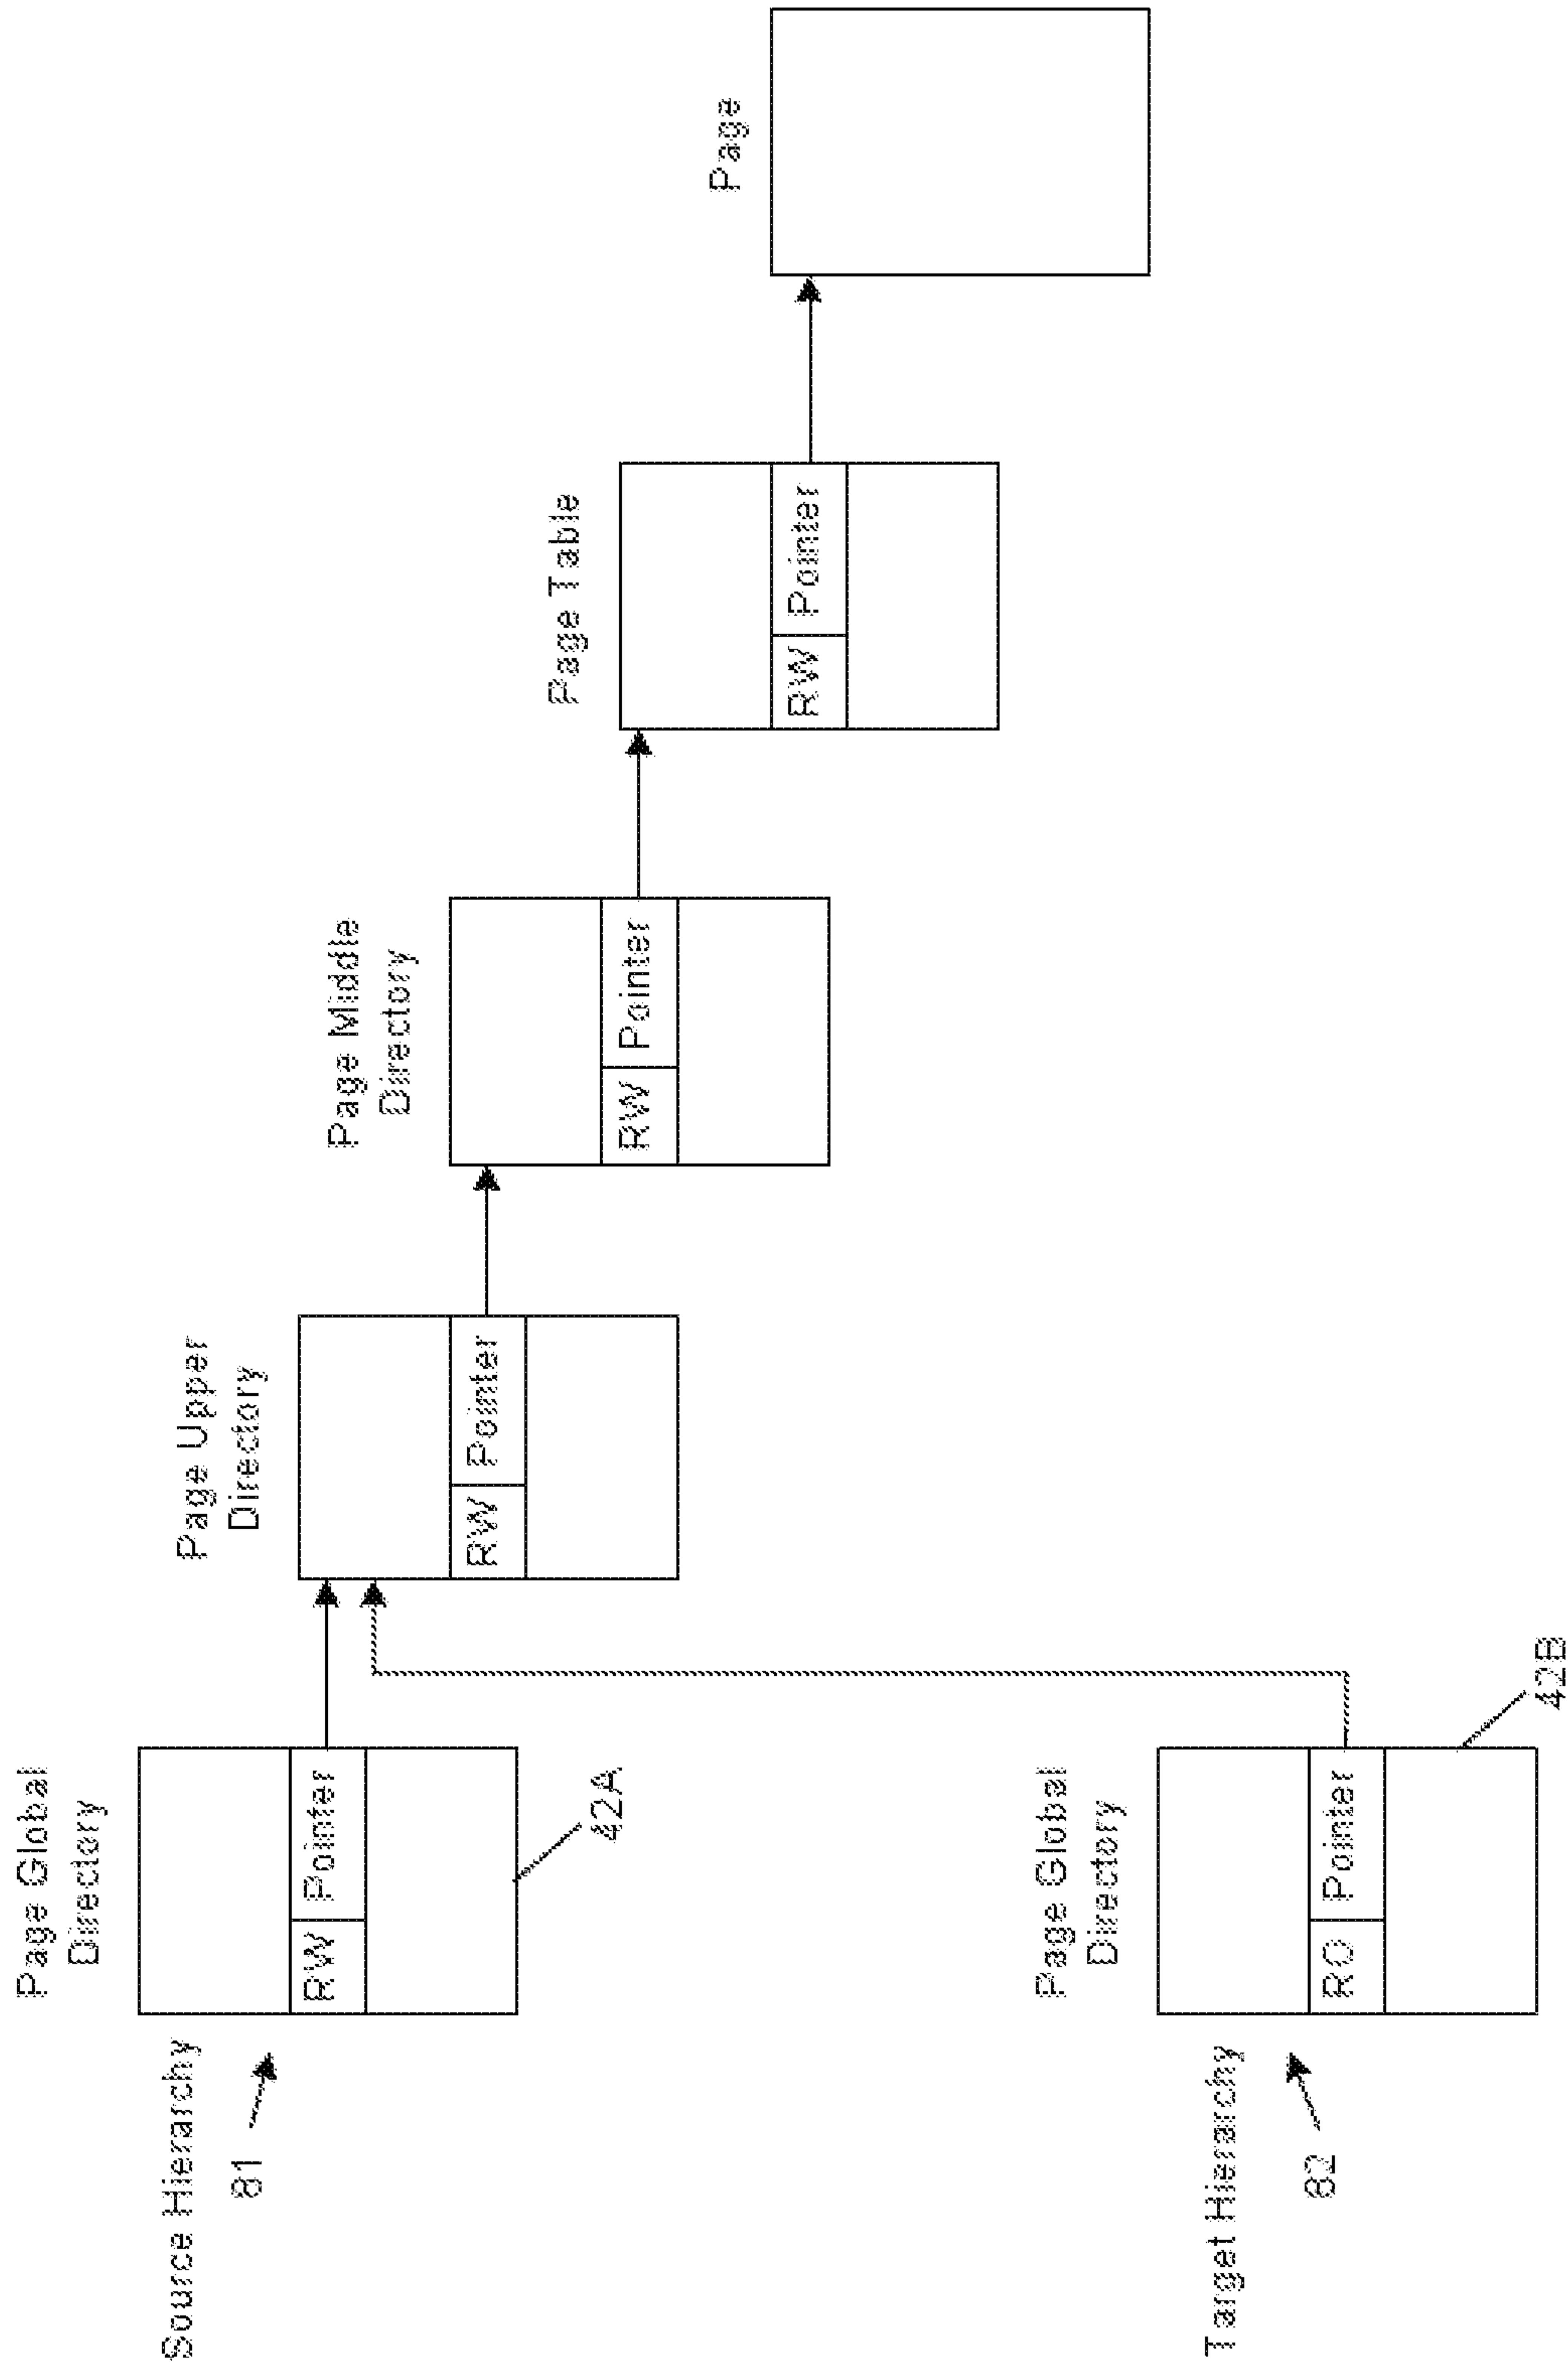 Source Hierarchy
81
Page Global
Directory
RW Pointer
42A
Page Upper
Directory
RW Pointer
Page Middle
Directory
RW Pointer
Page Table
RW Pointer
Page
Target Hierarchy
82
Page Global
Directory
RO Pointer
42B